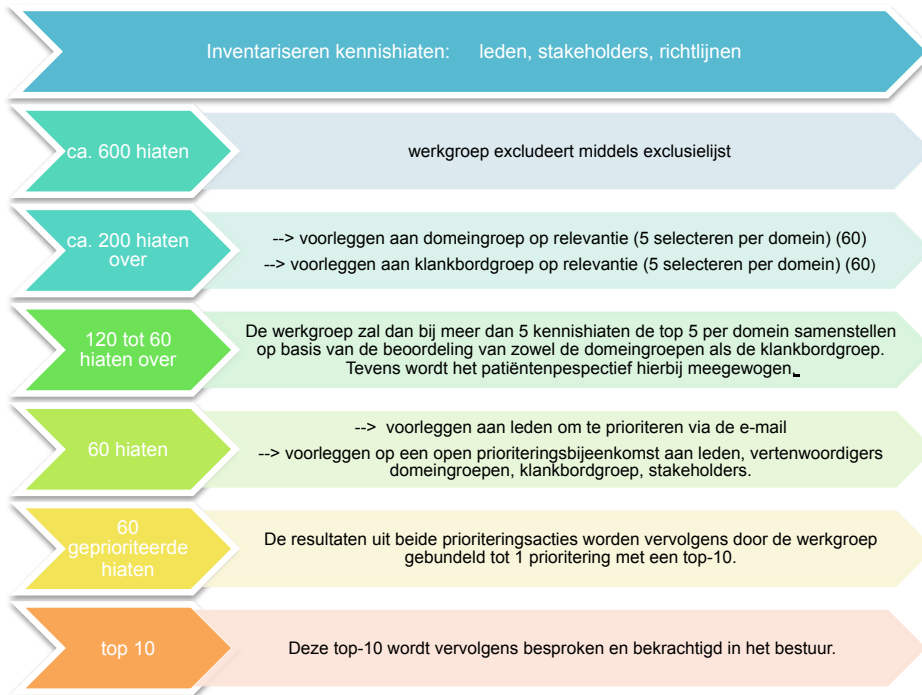 Inventariseren kennishiaten: leden, stakeholders, richtlijnen
ca. 600 hiaten
werkgroep excludeert middels exclusielijst
ca. 200 hiaten
over
--> voorleggen aan domeingroep op relevantie (5 selecteren per domein) (60)
--> voorleggen aan klankbordgroep op relevantie (5 selecteren per domein) (60)
120 tot 60
hiaten over
De werkgroep zal dan bij meer dan 5 kennishiaten de top 5 per domein samenstellen
op basis van de beoordeling van zowel de domeingroepen als de klankbordgroep.
Tevens wordt het patiëntenpespectief hierbij meegewogen.
60 hiaten
--> voorleggen aan leden om te prioriteren via de e-mail
--> voorleggen op een open prioriteringsbijeenkomst aan leden, vertenwoordigers
domeingroepen, klankbordgroep, stakeholders.
60
geprioriteerde
hiaten
De resultaten uit beide prioriteringsacties worden vervolgens door de werkgroep
gebundeld tot 1 prioritering met een top-10.
top 10
Deze top-10 wordt vervolgens besproken en bekrachtigd in het bestuur.